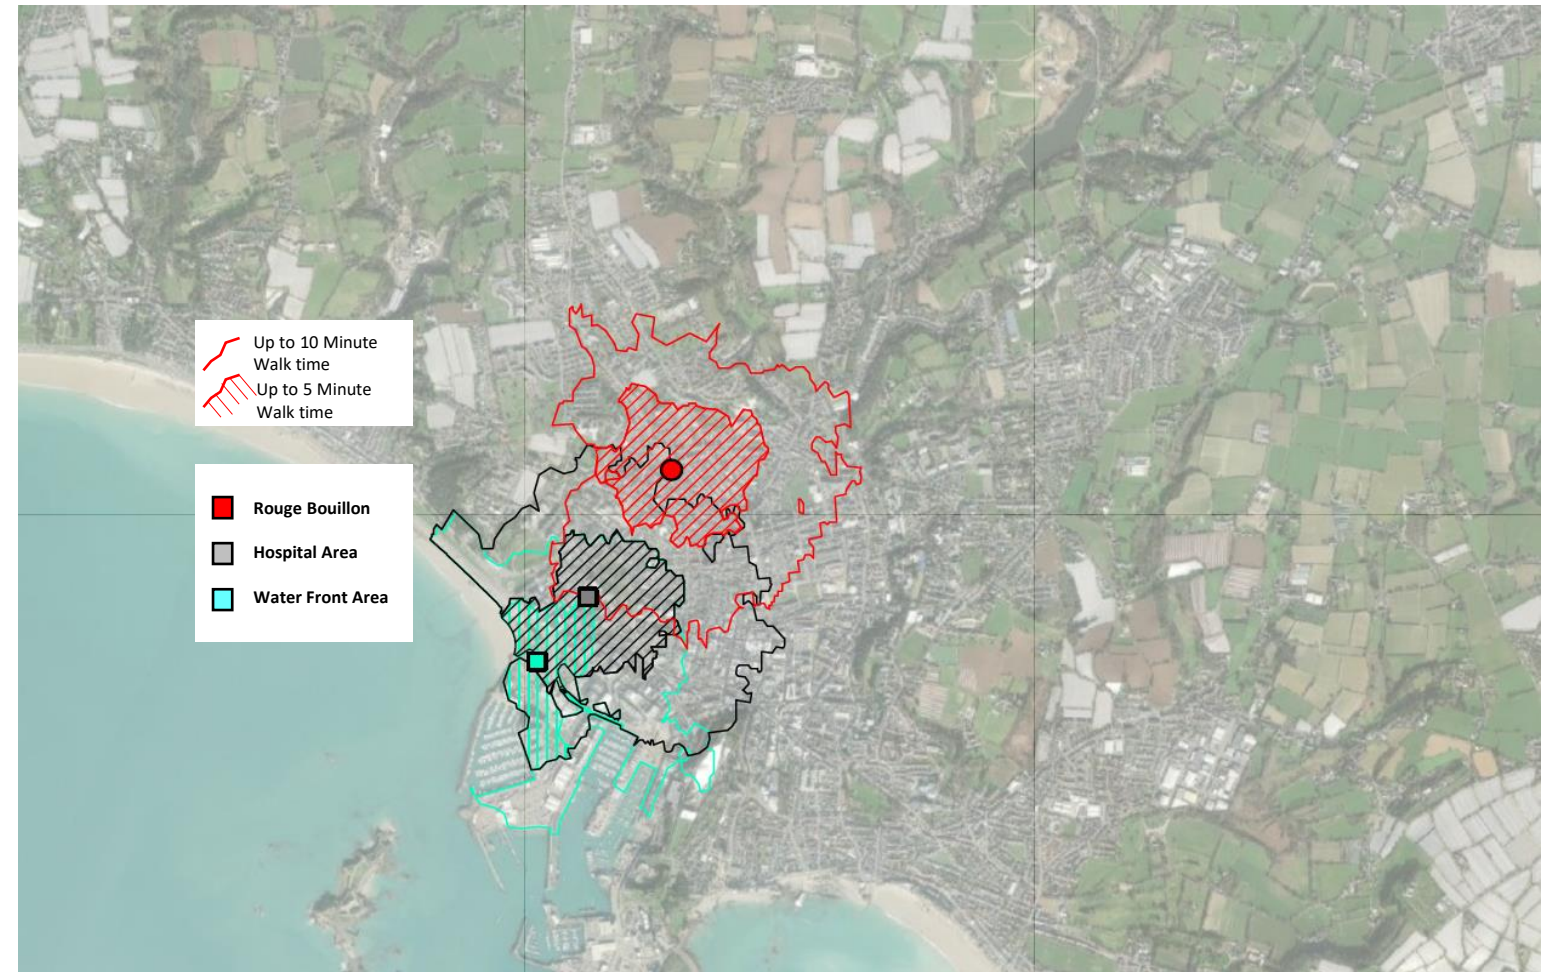 Up to 10 Minute
Walk time
Up to 5 Minute
Walk time
Rouge Bouillon
Hospital Area
Water Front Area